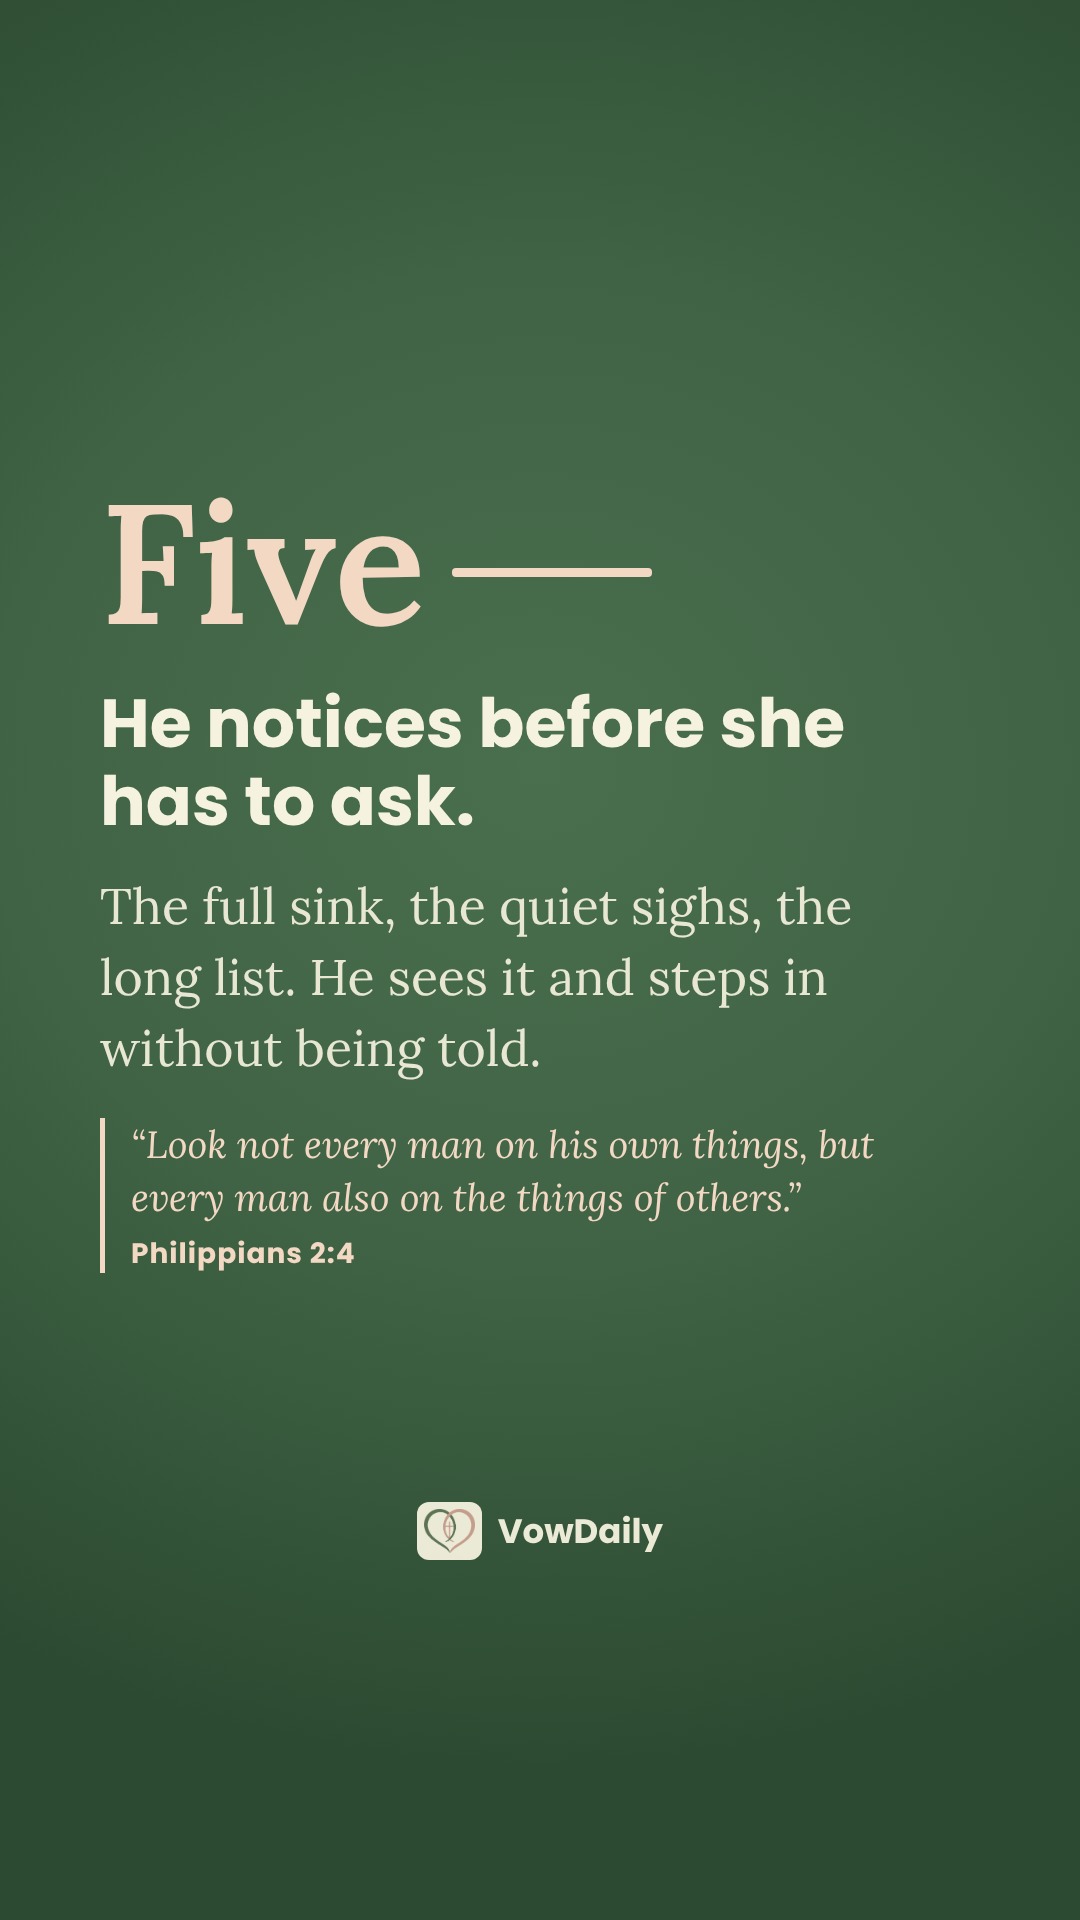 Five
He notices before she
has to ask.
The full sink, the quiet sighs, the
long list. He sees it and steps in
without being told.
“Look not every man on his own things, but
every man also on the things of others.”
Philippians 2:4
VowDaily